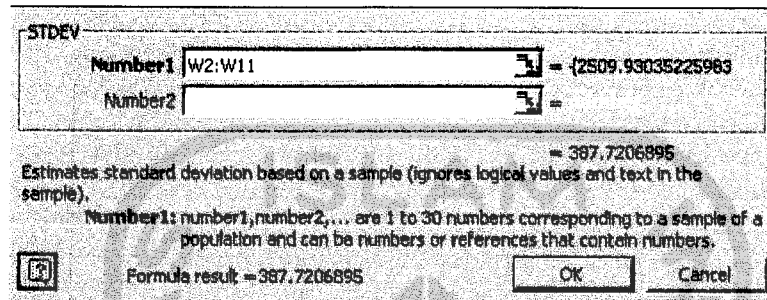 STDEV
Number1 W2:W11 = {2509.93035225983
Number2 =
= 387.7206895
Estimates standard deviation based on a sample (ignores logical values and text in the
sample).
Number1: number1,number2,... are 1 to 30 numbers corresponding to a sample of a
population and can be numbers or references that contain numbers.
Formula result =387.7206895
OK Cancel
ISLAM